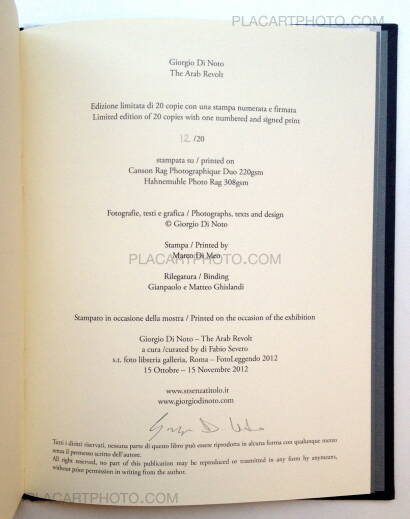 PLACARTPHOTO.COM
Giorgio Di Noto
The Arab Revolt
Edizione limitata di 20 copie con una stampa numerata e firmata
Limited edition of 20 copies with one numbered and signed print
12 /20
stampata su / printed on
Canson Rag Photographique Duo 220gsm
Hahnemuhle Photo Rag 308gsm
Fotografie, testi e grafica / Photographs, texts and design
© Giorgio Di Noto
Stampa / Printed by
Marco Di Meo
PLACARTPHOTO.COM
Rilegatura / Binding
Gianpaolo e Matteo Ghislandi
Stampato in occasione della mostra / Printed on the occasion of the exhibition
Giorgio Di Noto – The Arab Revolt
a cura /curated by di Fabio Severo
s.t. foto libreria galleria, Roma – FotoLeggendo 2012
15 Ottobre – 15 Novembre 2012
www.stsenzatitolo.it
www.giorgiodinoto.com
Tutti i diritti riservati, nessuna parte di questo libro può essere riprodotta in alcuna forma con qualunque mezzo
senza il permesso scritto dell'autore.
All right reserved, no part of this publication may be reproduced or trasmitted in any form by anymeans,
without prior permission in writing from the author.
PLACARTPHOTO.COM